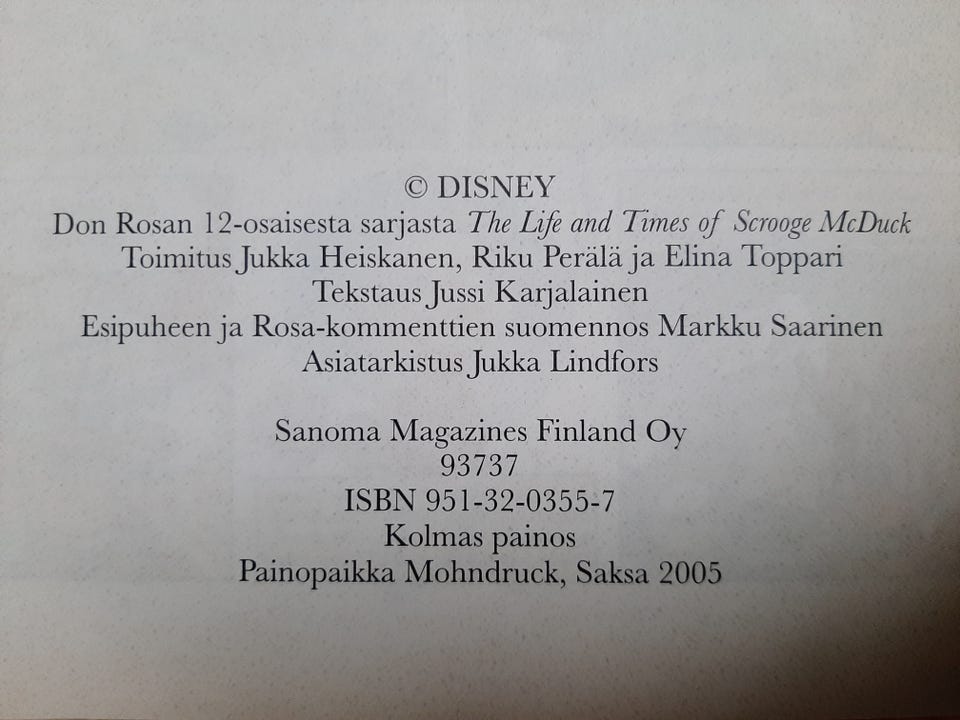 © DISNEY
Don Rosan 12-osaisesta sarjasta The Life and Times of Scrooge McDuck
Toimitus Jukka Heiskanen, Riku Perälä ja Elina Toppari
Tekstaus Jussi Karjalainen
Esipuheen ja Rosa-kommenttien suomennos Markku Saarinen
Asiatarkistus Jukka Lindfors
Sanoma Magazines Finland Oy
93737
ISBN 951-32-0355-7
Kolmas painos
Painopaikka Mohndruck, Saksa 2005